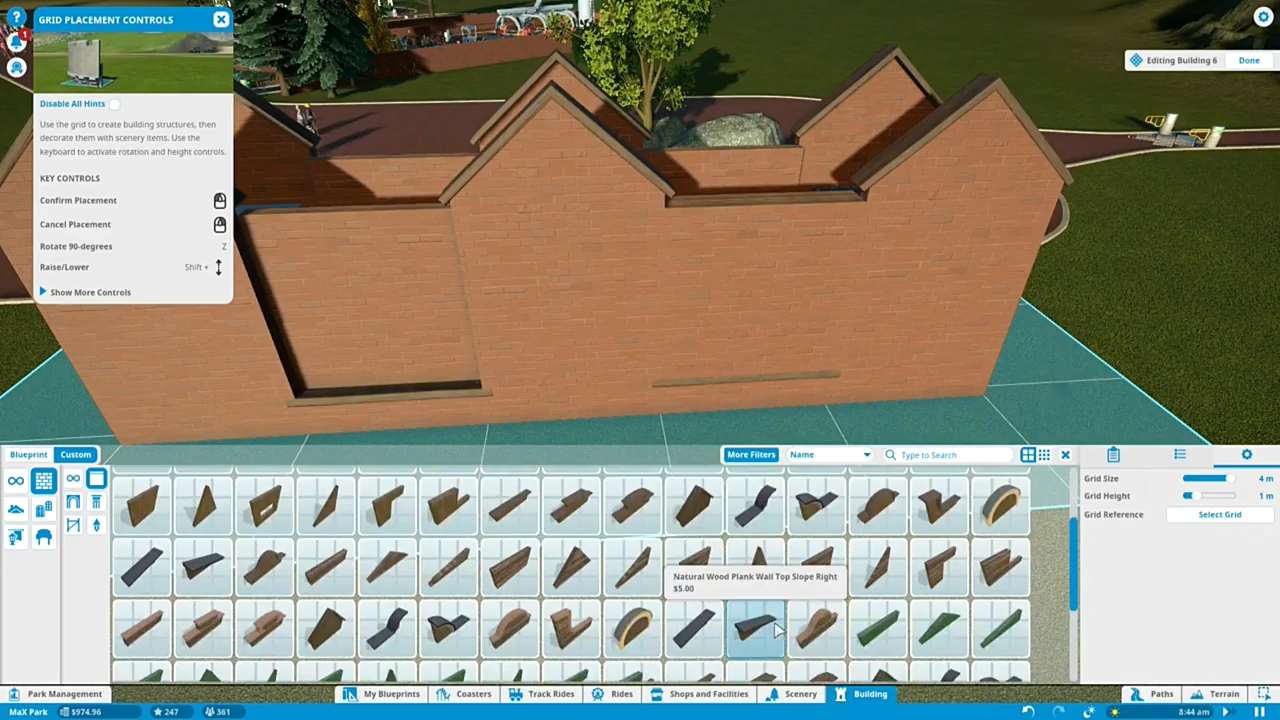 ?
GRID PLACEMENT CONTROLS
1
Disable All Hints
Use the grid to create building structures, then
decorate them with scenery items. Use the
keyboard to activate rotation and height controls.
KEY CONTROLS
Confirm Placement
Cancel Placement
Rotate 90-degrees Z
Raise/Lower Shift +
Show More Controls
Editing Building 6 Done
Blueprint Custom
More Filters Name Type to Search
Grid Size 4 m
Grid Height 1 m
Grid Reference Select Grid
Natural Wood Plank Wall Top Slope Right
$5.00
Park Management My Blueprints Coasters Track Rides Rides Shops and Facilities Scenery Building Paths Terrain
MaX Park $974.96 247 361 8:44 am